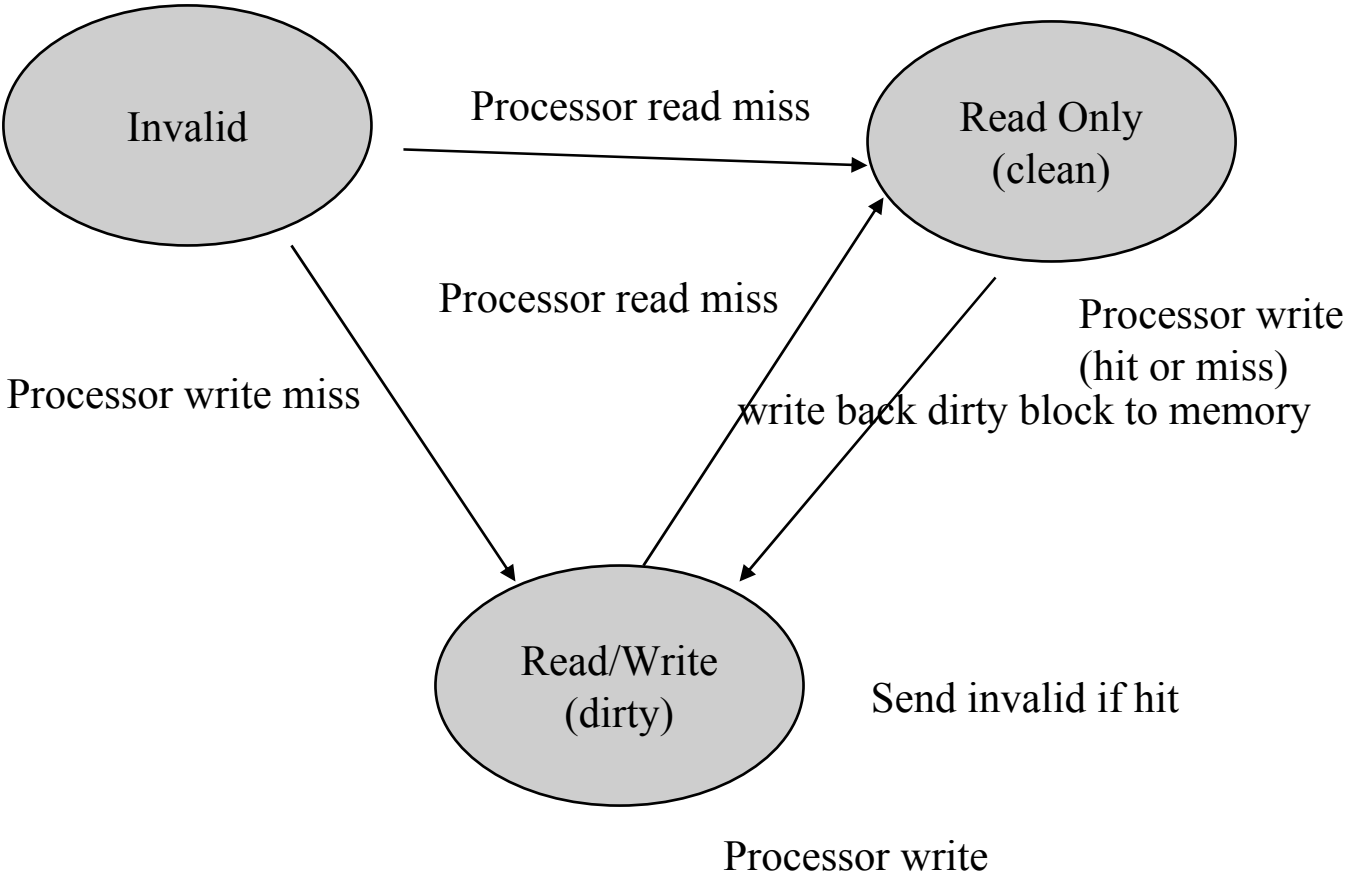 Invalid
Processor read miss
Read Only
(clean)
Processor read miss
Processor write
(hit or miss)
Processor write miss
write back dirty block to memory
Read/Write
(dirty)
Send invalid if hit
Processor write